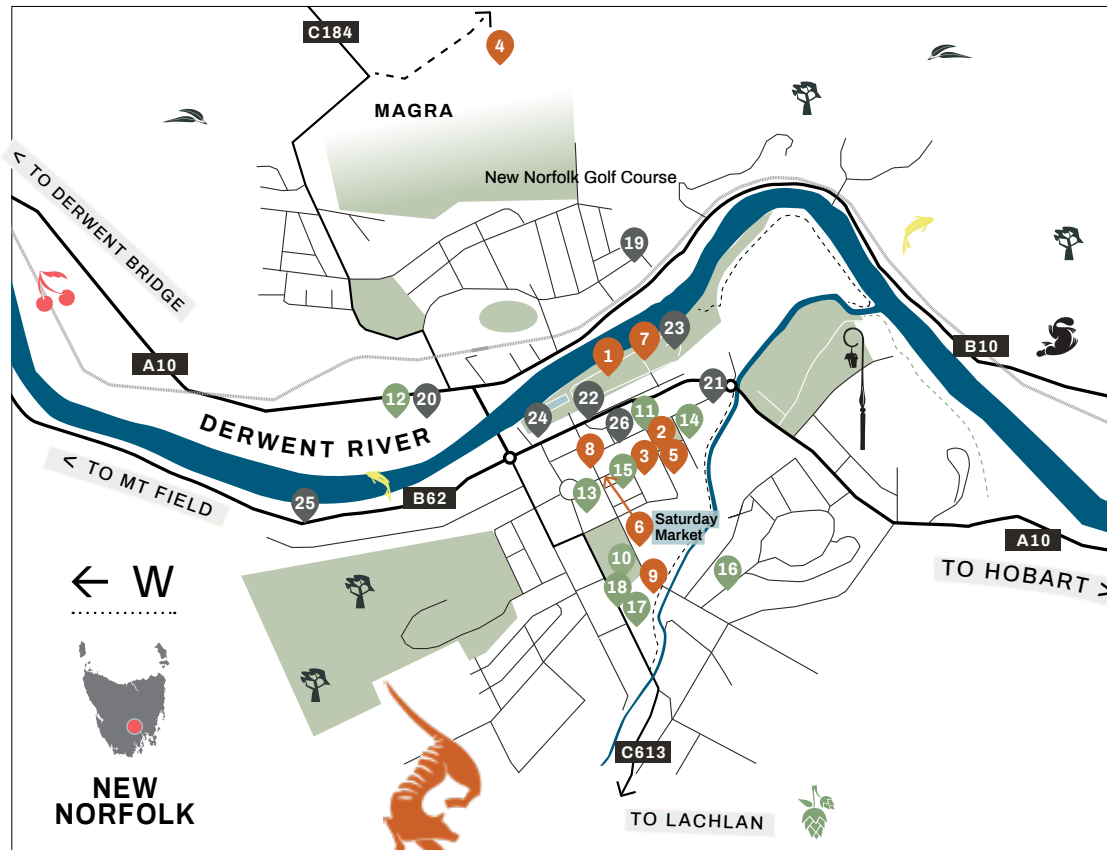 C184
4
MAGRA
New Norfolk Golf Course
< TO DERWENT BRIDGE
19
A10
B10
7
23
1
12
20
21
22
24
11
14
26
2
DERWENT RIVER
8
3
5
15
< TO MT FIELD
B62
13
25
6
Saturday
Market
A10
TO HOBART >
10
9
16
18
17
← W
C613
NEW
NORFOLK
TO LACHLAN